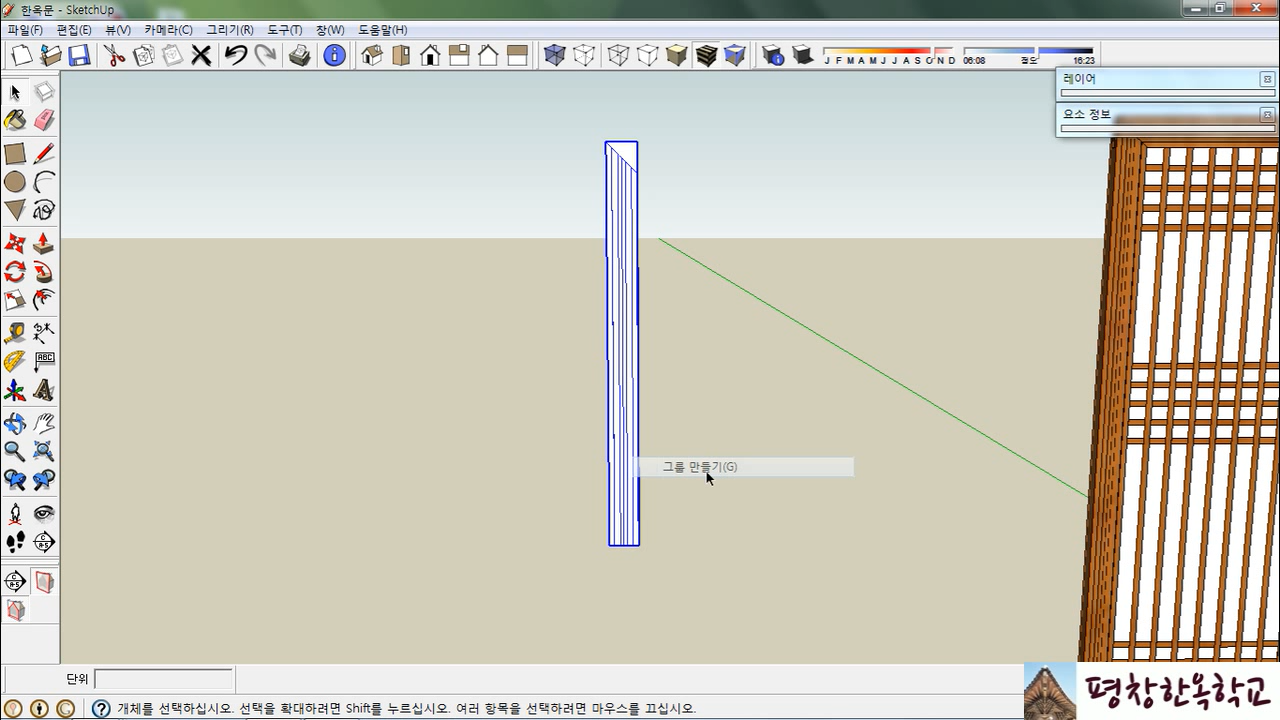 한옥문 - SketchUp
파일(F) 편집(E) 뷰(V) 카메라(C) 그리기(R) 도구(T) 창(W) 도움말(H)
J F M A M J J A S O N D 06:08 정오 16:23
레이어
요소 정보
ABC
그룹 만들기(G)
단위
개체를 선택하십시오. 선택을 확대하려면 Shift를 누르십시오. 여러 항목을 선택하려면 마우스를 끄십시오.
평창한옥학교